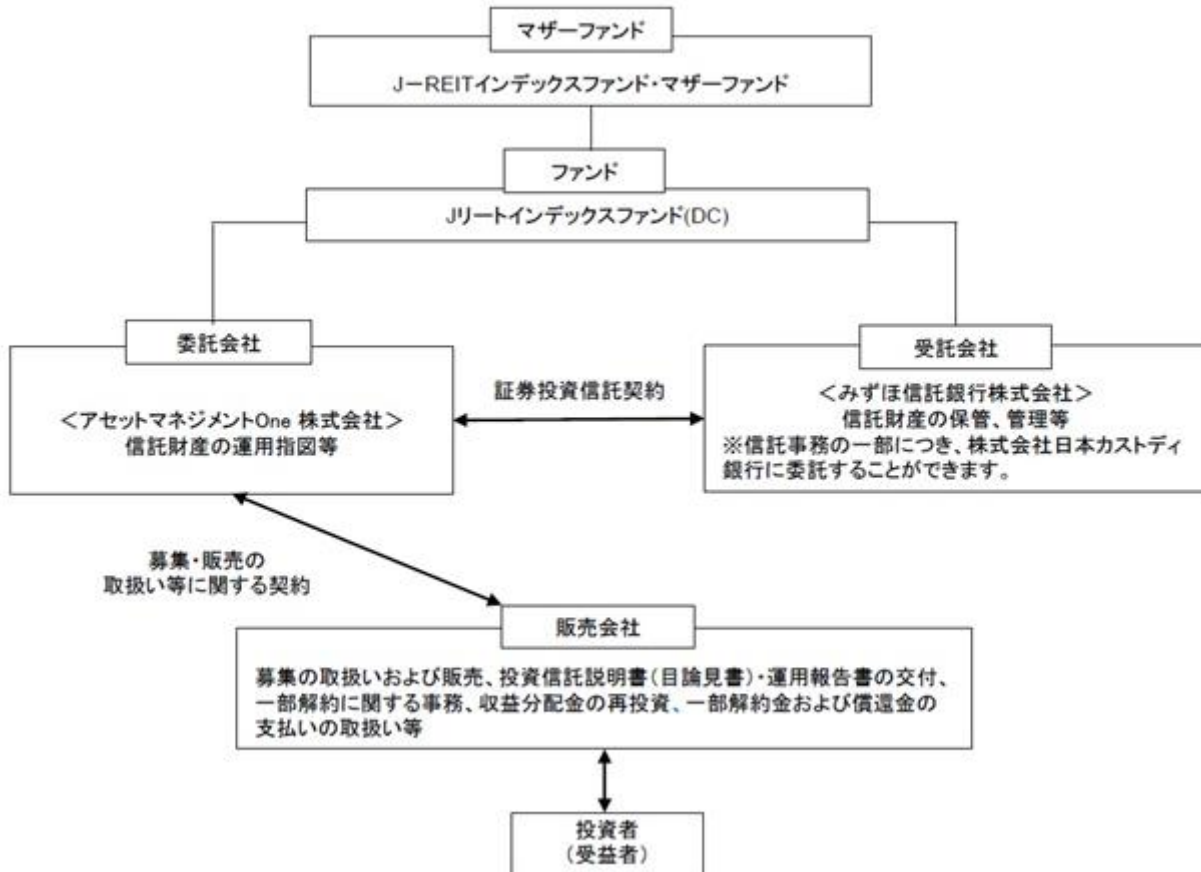 マザーファンド
J－REITインデックスファンド・マザーファンド
ファンド
Jリートインデックスファンド(DC)
委託会社
＜アセットマネジメントOne 株式会社＞
信託財産の運用指図等
証券投資信託契約
受託会社
＜みずほ信託銀行株式会社＞
信託財産の保管、管理等
※信託事務の一部につき、株式会社日本カストディ
銀行に委託することができます。
募集・販売の
取扱い等に関する契約
販売会社
募集の取扱いおよび販売、投資信託説明書(目論見書)・運用報告書の交付、
一部解約に関する事務、収益分配金の再投資、一部解約金および償還金の
支払いの取扱い等
投資者
(受益者)